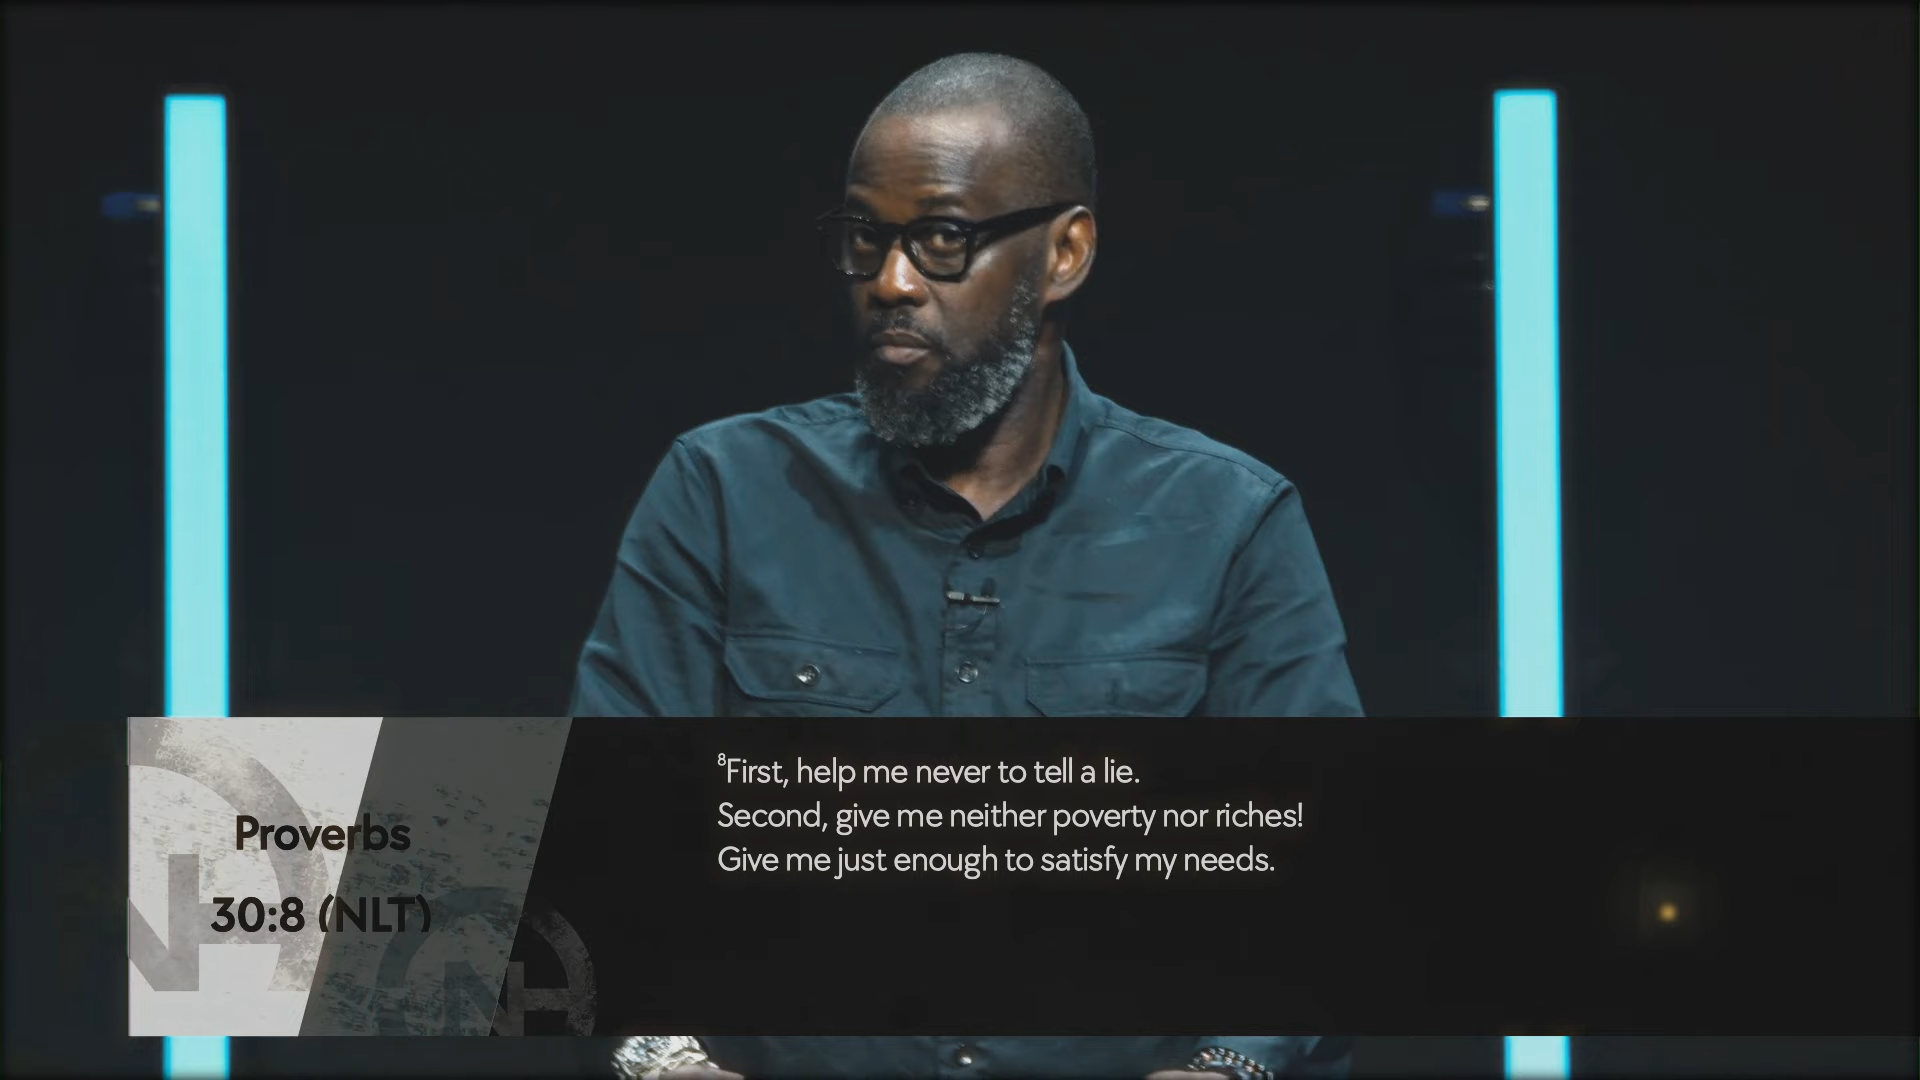 Proverbs
30:8 (NLT)
⁸First, help me never to tell a lie.
Second, give me neither poverty nor riches!
Give me just enough to satisfy my needs.